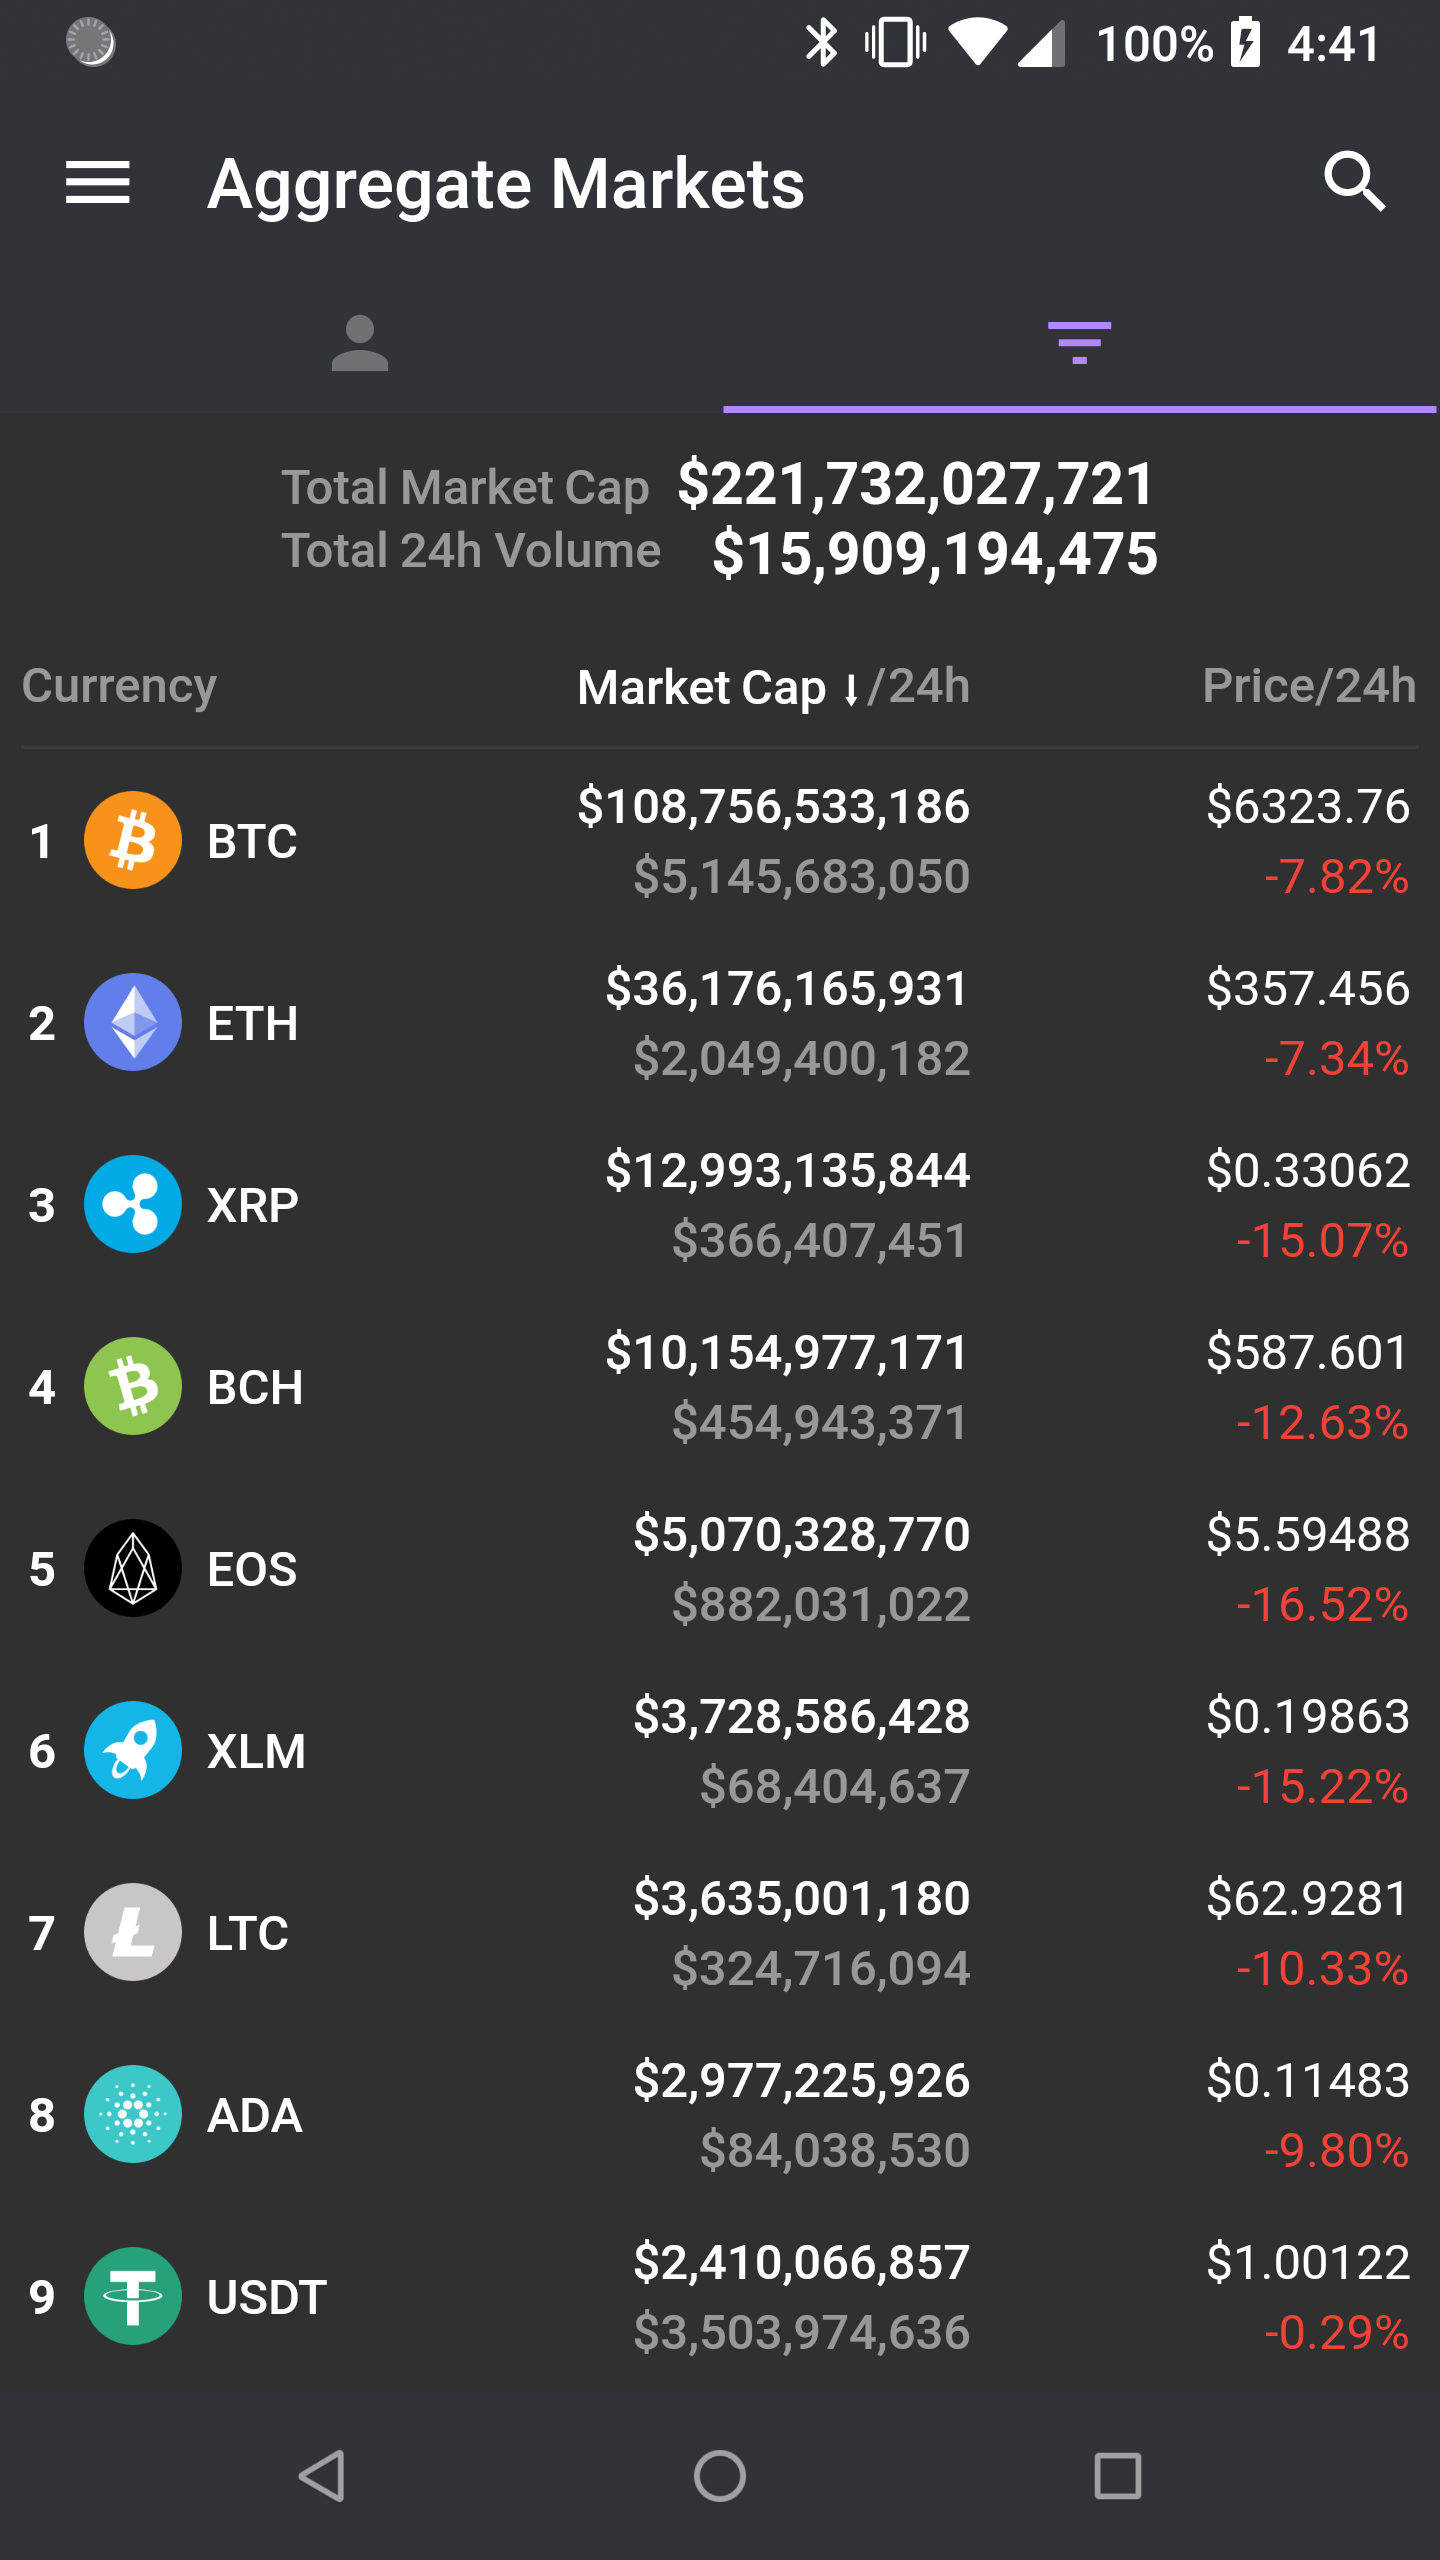 100% 4:41
Aggregate Markets
Total Market Cap $221,732,027,721
Total 24h Volume $15,909,194,475
Currency Market Cap ↓/24h Price/24h
$108,756,533,186 $6323.76
1 BTC
$5,145,683,050 -7.82%
$36,176,165,931 $357.456
2 ETH
$2,049,400,182 -7.34%
$12,993,135,844 $0.33062
3 XRP
$366,407,451 -15.07%
$10,154,977,171 $587.601
4 BCH
$454,943,371 -12.63%
$5,070,328,770 $5.59488
5 EOS
$882,031,022 -16.52%
$3,728,586,428 $0.19863
6 XLM
$68,404,637 -15.22%
$3,635,001,180 $62.9281
7 LTC
$324,716,094 -10.33%
$2,977,225,926 $0.11483
8 ADA
$84,038,530 -9.80%
$2,410,066,857 $1.00122
9 USDT
$3,503,974,636 -0.29%